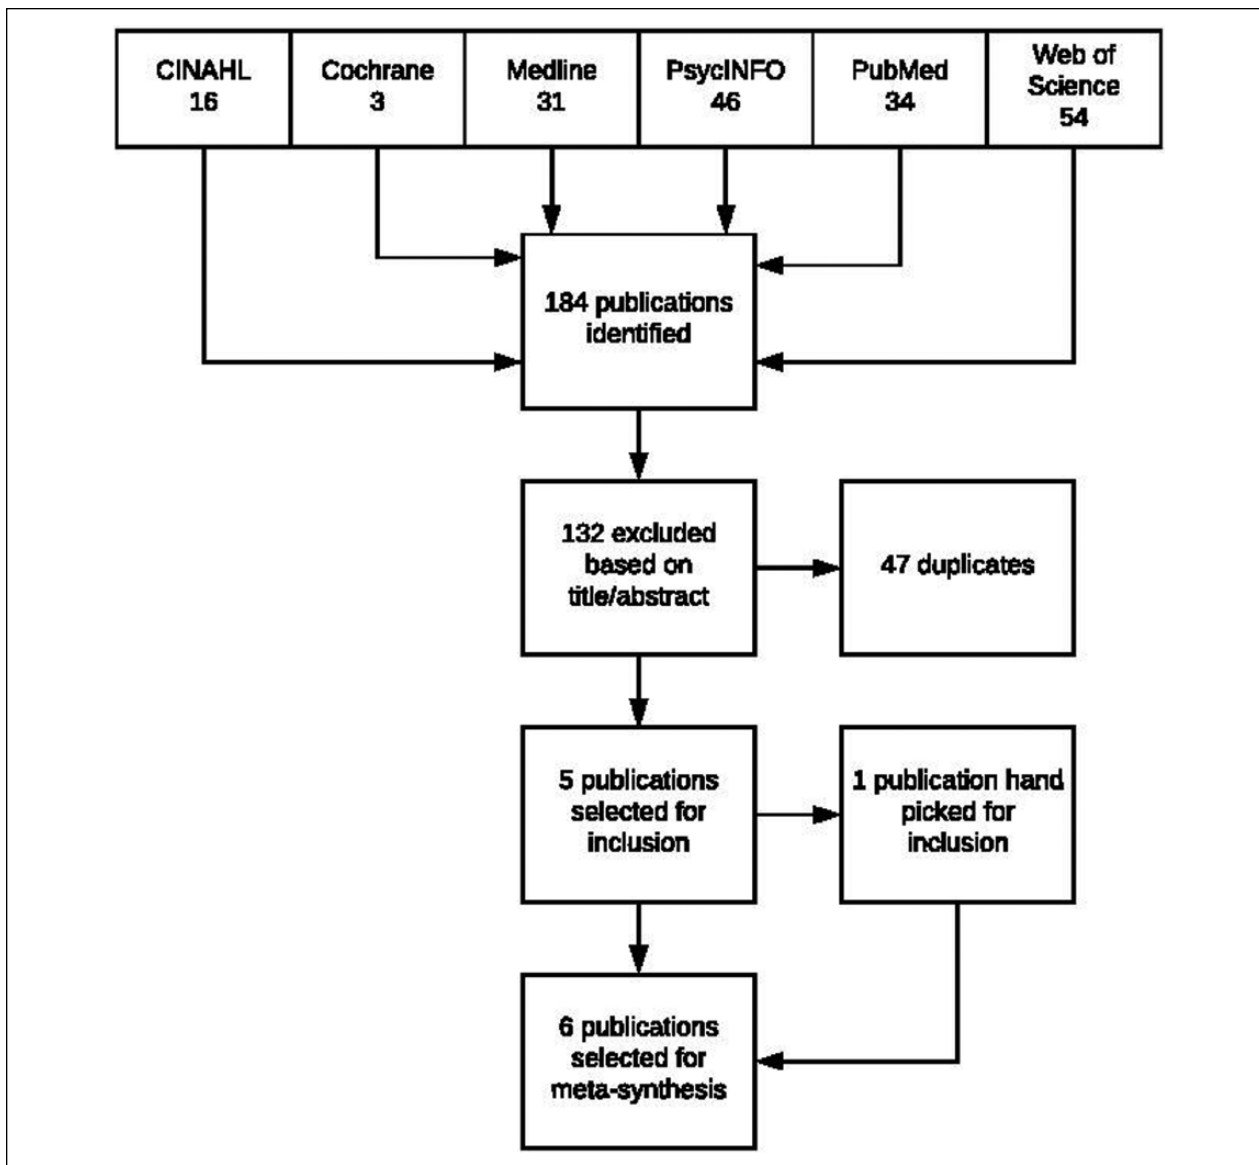 CINAHL
16
Cochrane
3
Medline
31
PsycINFO
46
PubMed
34
Web of
Science
54
184 publications
identified
132 excluded
based on
title/abstract
47 duplicates
5 publications
selected for
inclusion
1 publication hand
picked for
inclusion
6 publications
selected for
meta-synthesis